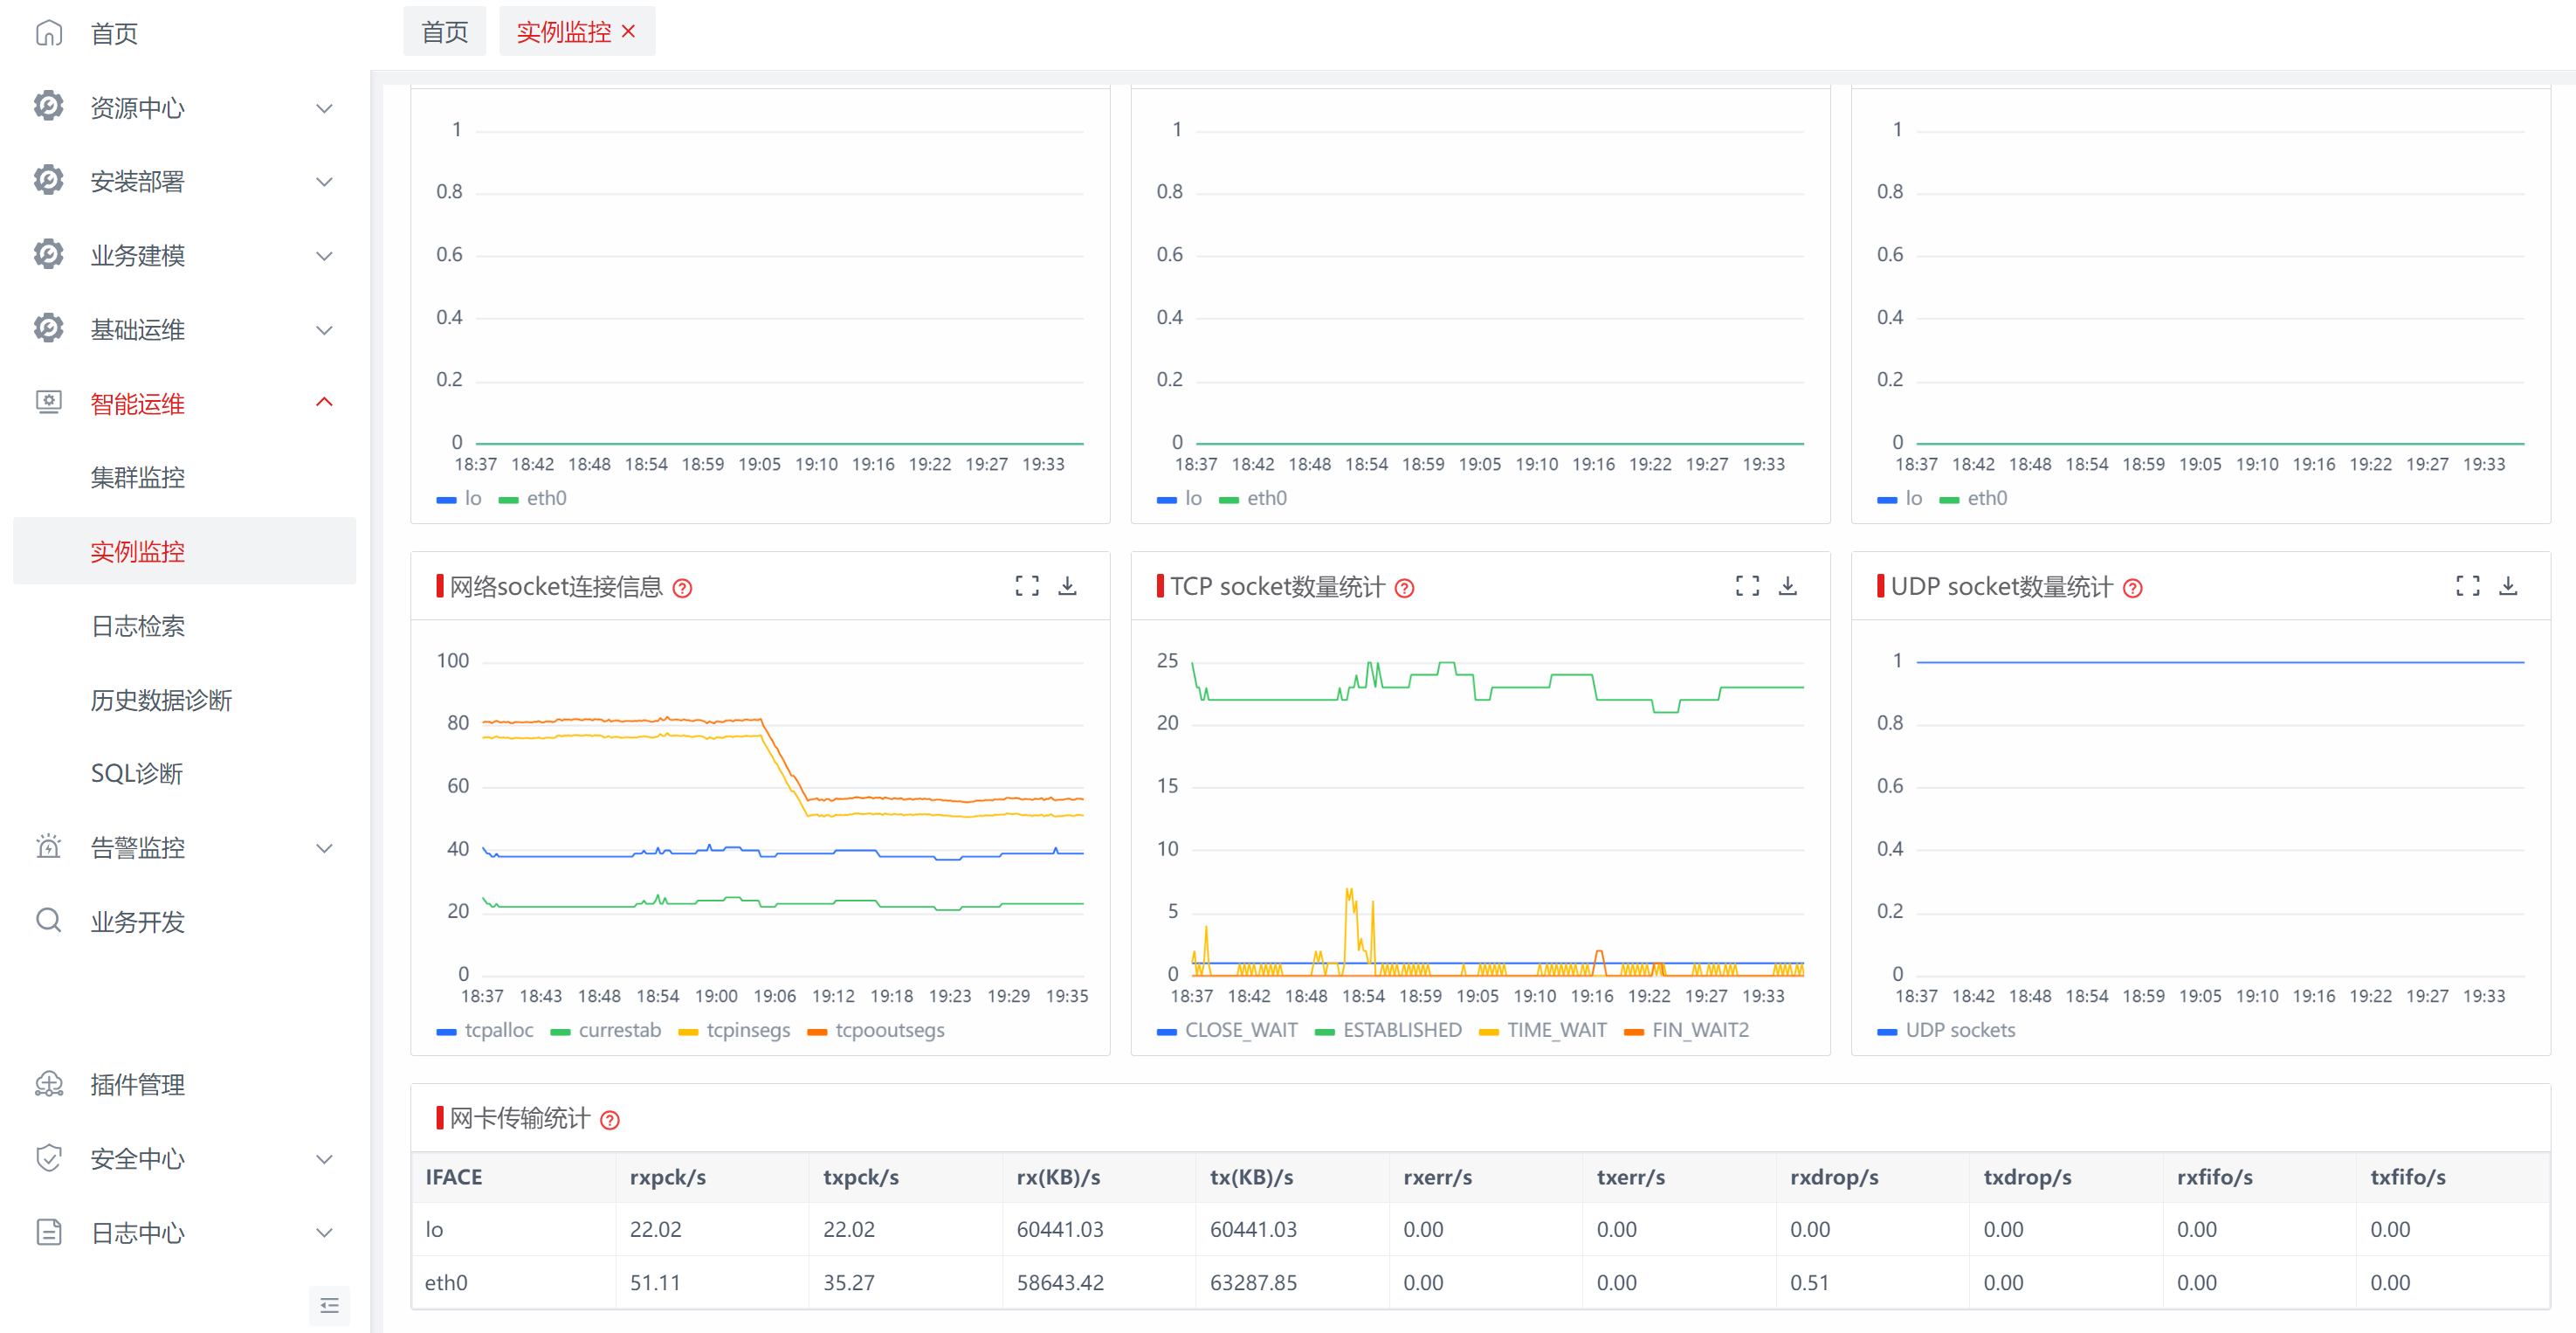 首页
资源中心
安装部署
业务建模
基础运维
智能运维
集群监控
实例监控
日志检索
历史数据诊断
SQL诊断
告警监控
业务开发
插件管理
安全中心
日志中心
首页 实例监控
1
0.8
0.6
0.4
0.2
0
18:37 18:42 18:48 18:54 18:59 19:05 19:10 19:16 19:22 19:27 19:33
lo eth0
1
0.8
0.6
0.4
0.2
0
18:37 18:42 18:48 18:54 18:59 19:05 19:10 19:16 19:22 19:27 19:33
lo eth0
1
0.8
0.6
0.4
0.2
0
18:37 18:42 18:48 18:54 18:59 19:05 19:10 19:16 19:22 19:27 19:33
lo eth0
网络socket连接信息
100
80
60
40
20
0
18:37 18:43 18:48 18:54 19:00 19:06 19:12 19:18 19:23 19:29 19:35
tcpalloc currestab tcpinsegs tcpooutsegs
TCP socket数量统计
25
20
15
10
5
0
18:37 18:42 18:48 18:54 18:59 19:05 19:10 19:16 19:22 19:27 19:33
CLOSE_WAIT ESTABLISHED TIME_WAIT FIN_WAIT2
UDP socket数量统计
1
0.8
0.6
0.4
0.2
0
18:37 18:42 18:48 18:54 18:59 19:05 19:10 19:16 19:22 19:27 19:33
UDP sockets
网卡传输统计
IFACE rxpck/s txpck/s rx(KB)/s tx(KB)/s rxerr/s txerr/s rxdrop/s txdrop/s rxfifo/s txfifo/s
lo 22.02 22.02 60441.03 60441.03 0.00 0.00 0.00 0.00 0.00 0.00
eth0 51.11 35.27 58643.42 63287.85 0.00 0.00 0.51 0.00 0.00 0.00